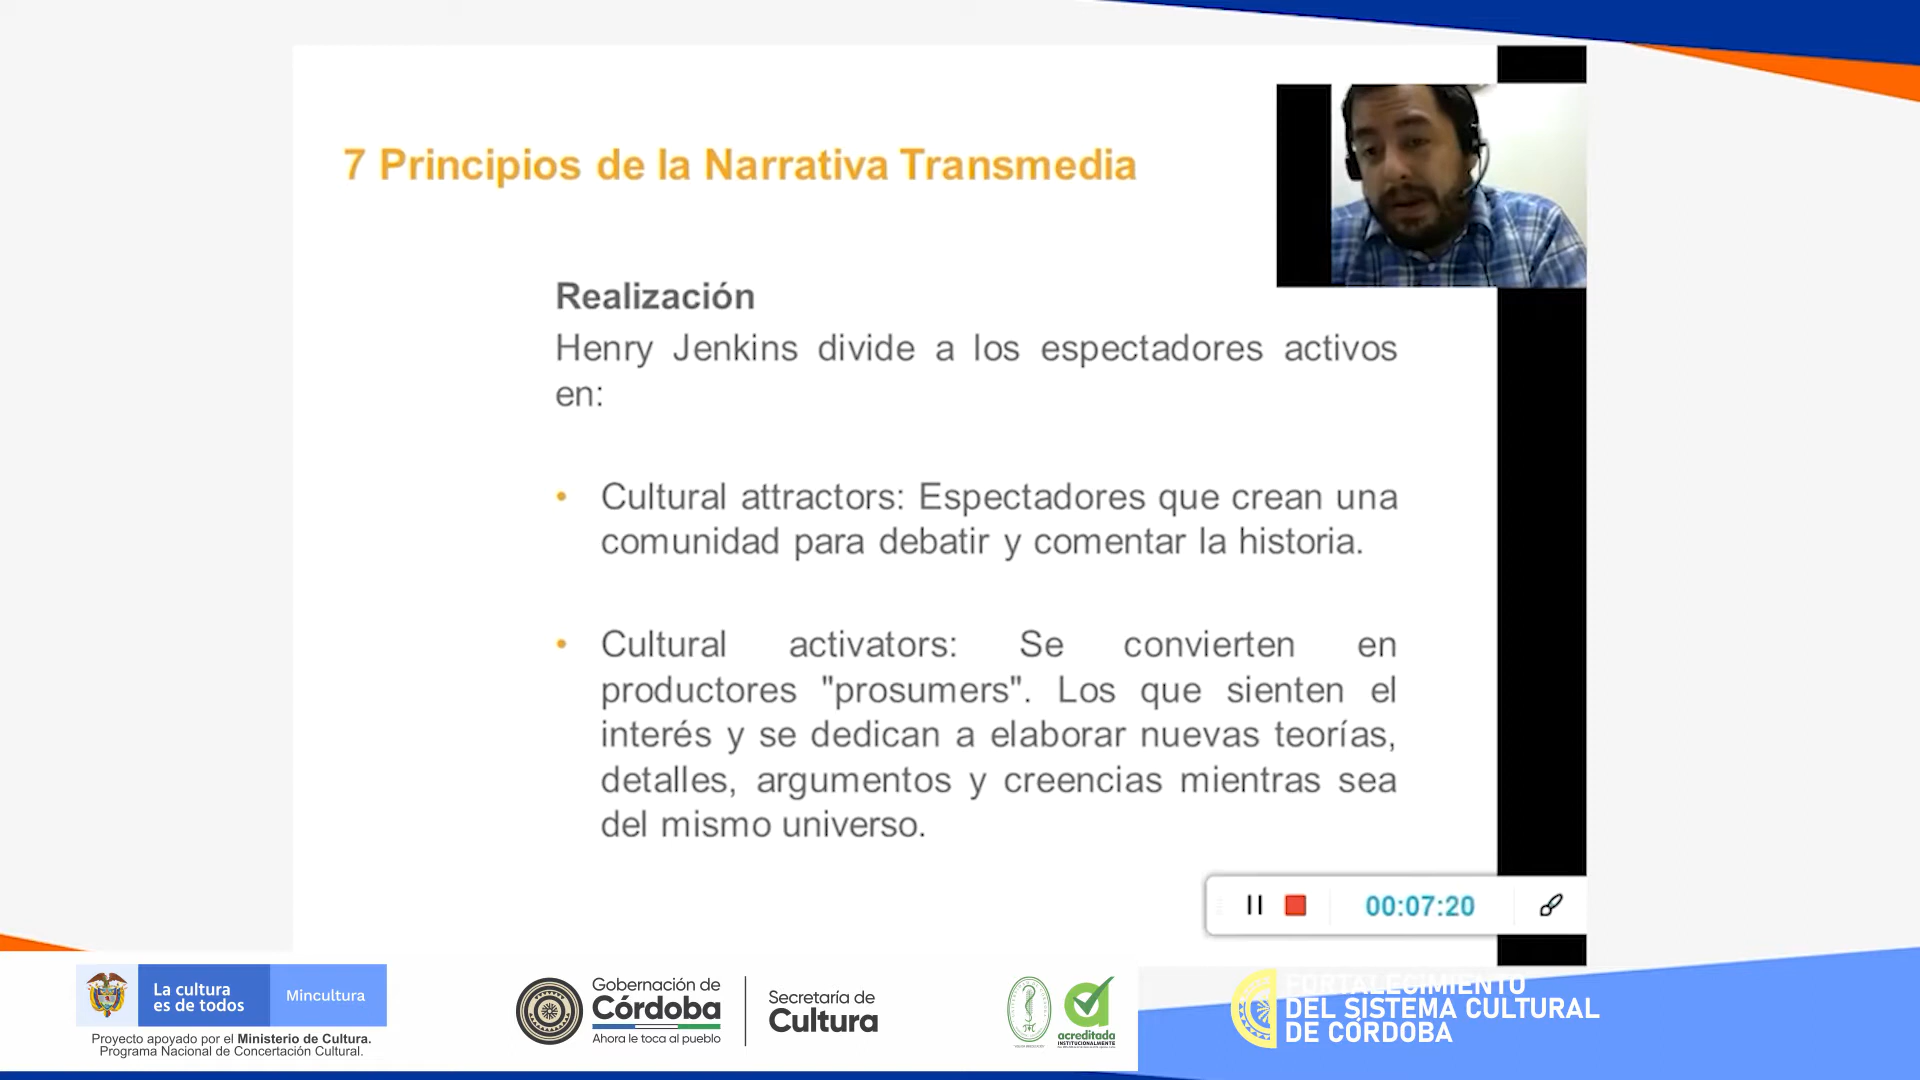 7 Principios de la Narrativa Transmedia
Realización
Henry Jenkins divide a los espectadores activos
en:
• Cultural attractors: Espectadores que crean una
comunidad para debatir y comentar la historia.
• Cultural activators: Se convierten en
productores "prosumers". Los que sienten el
interés y se dedican a elaborar nuevas teorías,
detalles, argumentos y creencias mientras sea
del mismo universo.
00:07:20
La cultura
es de todos
Mincultura
Proyecto apoyado por el Ministerio de Cultura.
Programa Nacional de Concertación Cultural.
Gobernación de
Córdoba
Ahora le toca al pueblo
Secretaría de
Cultura
acreditada
INSTITUCIONALMENTE
FORTALECIMIENTO
DEL SISTEMA CULTURAL
DE CÓRDOBA